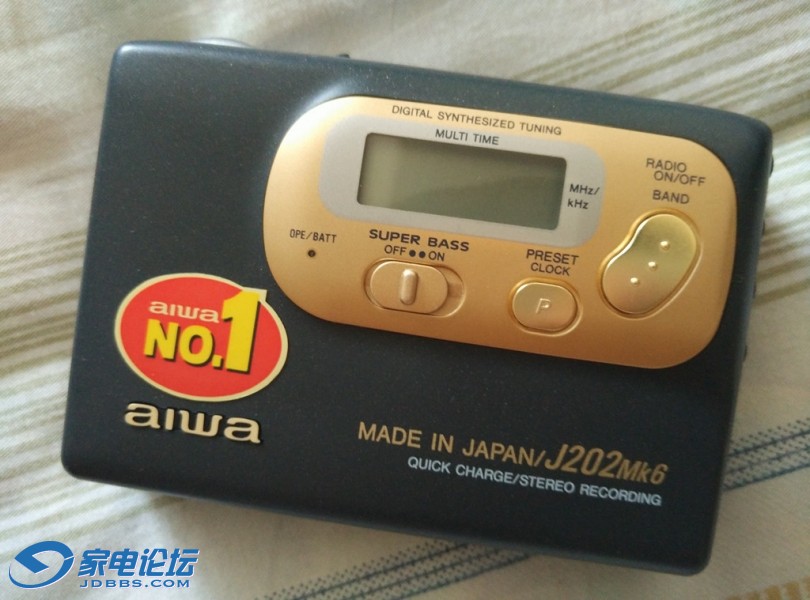 DIGITAL SYNTHESIZED TUNING
MULTI TIME
MHz/
kHz
RADIO
ON/OFF
BAND
OPE/BATT
SUPER BASS
OFF ●● ON
PRESET
CLOCK
P
aiwa
NO.1
aiwa
MADE IN JAPAN/J202Mk6
QUICK CHARGE/STEREO RECORDING
家电论坛
JDBBS.COM